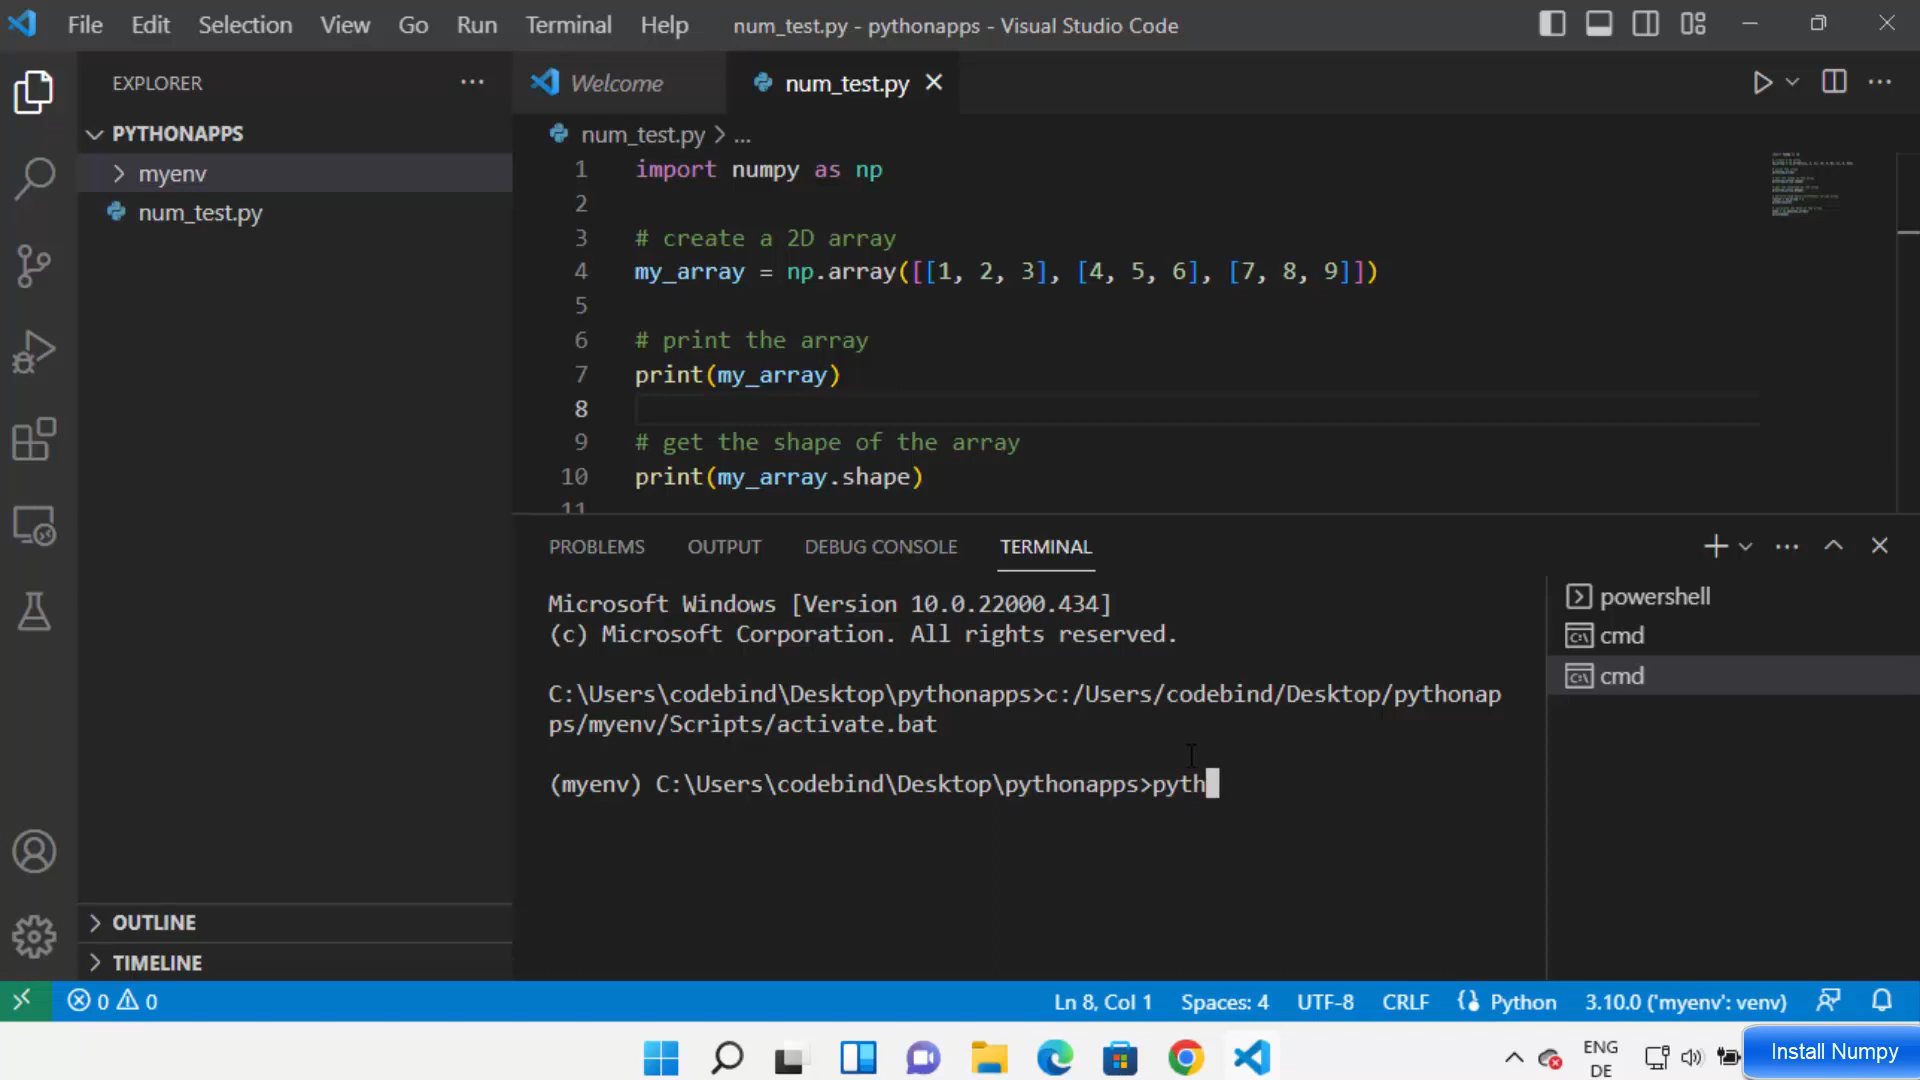 File Edit Selection View Go Run Terminal Help num_test.py - pythonapps - Visual Studio Code
EXPLORER
PYTHONAPPS
myenv
num_test.py
OUTLINE
TIMELINE
Welcome
num_test.py
num_test.py > ...
1 import numpy as np
2
3 # create a 2D array
4 my_array = np.array([[1, 2, 3], [4, 5, 6], [7, 8, 9]])
5
6 # print the array
7 print(my_array)
8
9 # get the shape of the array
10 print(my_array.shape)
11
PROBLEMS OUTPUT DEBUG CONSOLE TERMINAL
Microsoft Windows [Version 10.0.22000.434]
(c) Microsoft Corporation. All rights reserved.
C:\Users\codebind\Desktop\pythonapps>c:/Users/codebind/Desktop/pythonap
ps/myenv/Scripts/activate.bat
(myenv) C:\Users\codebind\Desktop\pythonapps>pyth
powershell
cmd
cmd
0 0 Ln 8, Col 1 Spaces: 4 UTF-8 CRLF Python 3.10.0 ('myenv': venv)
ENG
DE
Install Numpy